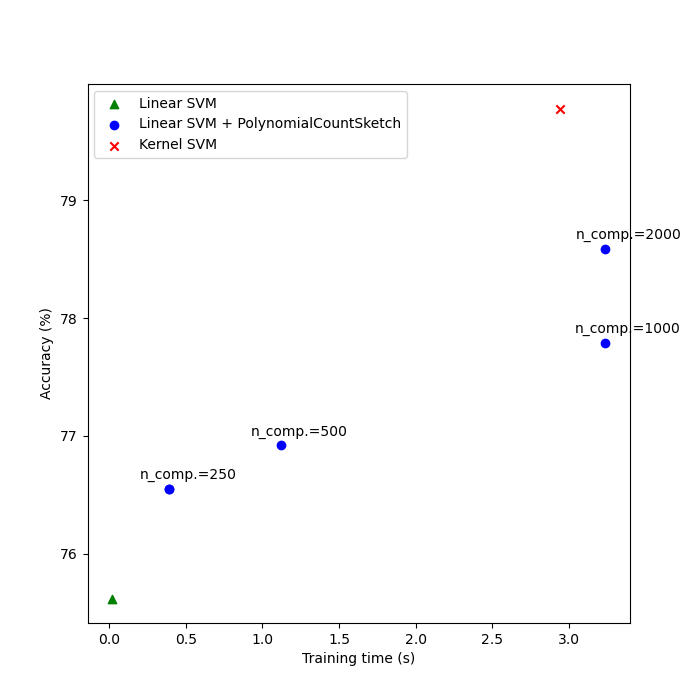 Linear SVM
Linear SVM + PolynomialCountSketch
Kernel SVM
79
n_comp.=2000
78
n_comp.=1000
Accuracy (%)
77
n_comp.=500
n_comp.=250
76
0.0 0.5 1.0 1.5 2.0 2.5 3.0
Training time (s)